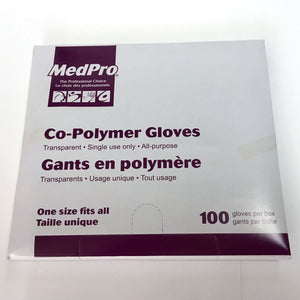 MedPro®
The Professional Choice
Le choix des professionnels
Co-Polymer Gloves
Transparent • Single use only • All-purpose
Gants en polymère
Transparents • Usage unique • Tout usage
One size fits all
Taille unique
100 gloves per box
gants par boîte